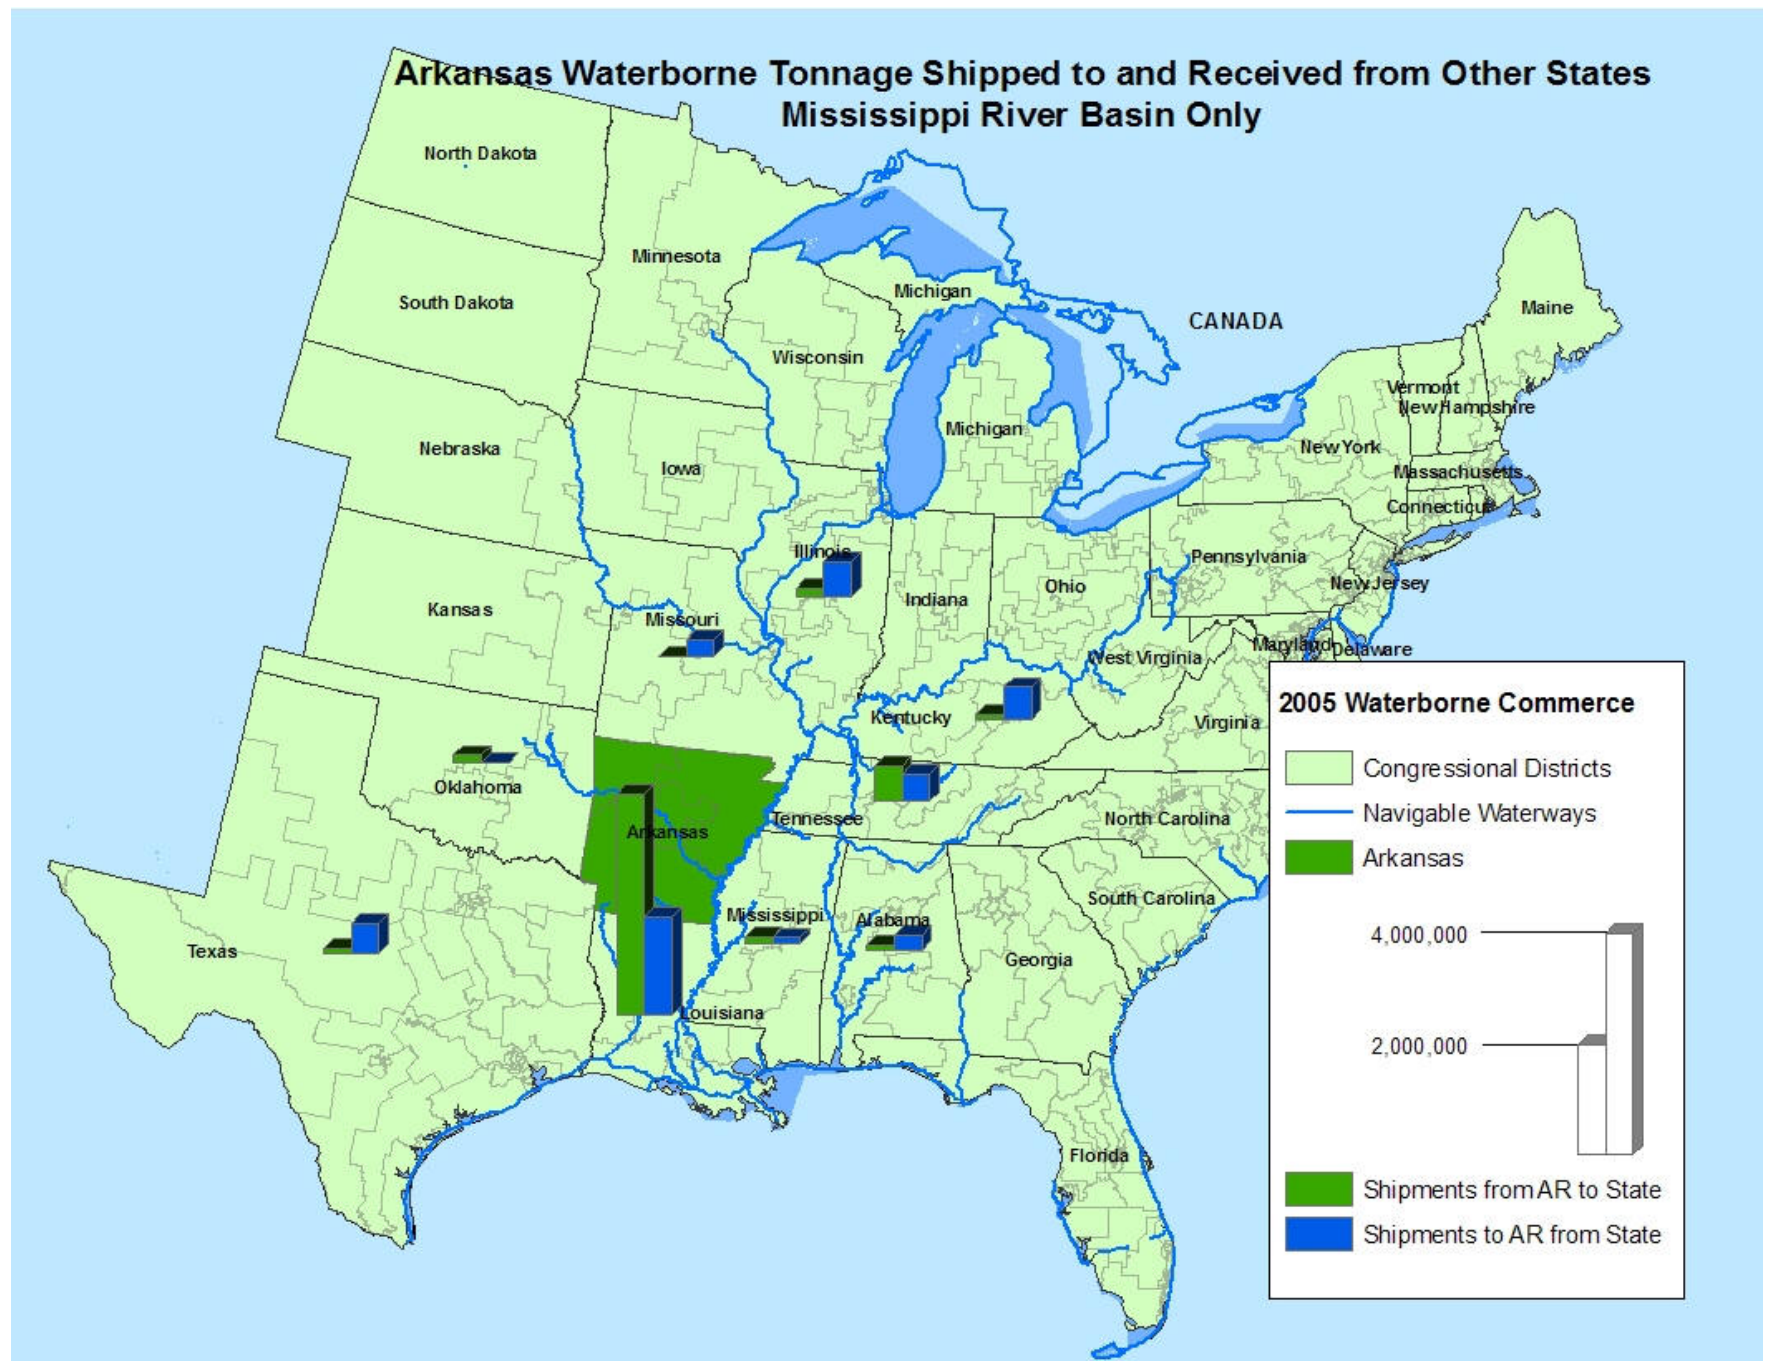 Arkansas Waterborne Tonnage Shipped to and Received from Other States
Mississippi River Basin Only
North Dakota
Minnesota
South Dakota
Michigan
CANADA
Maine
Wisconsin
Vermont
New Hampshire
Michigan
New York
Nebraska
Iowa
Massachusetts
Connecticut
Illinois
Pennsylvania
New Jersey
Ohio
Indiana
Kansas
Missouri
Maryland
Delaware
West Virginia
Kentucky
Virginia
Oklahoma
Arkansas
Tennessee
North Carolina
South Carolina
Mississippi
Alabama
Texas
Georgia
Louisiana
Florida
2005 Waterborne Commerce
Congressional Districts
Navigable Waterways
Arkansas
4,000,000
2,000,000
Shipments from AR to State
Shipments to AR from State